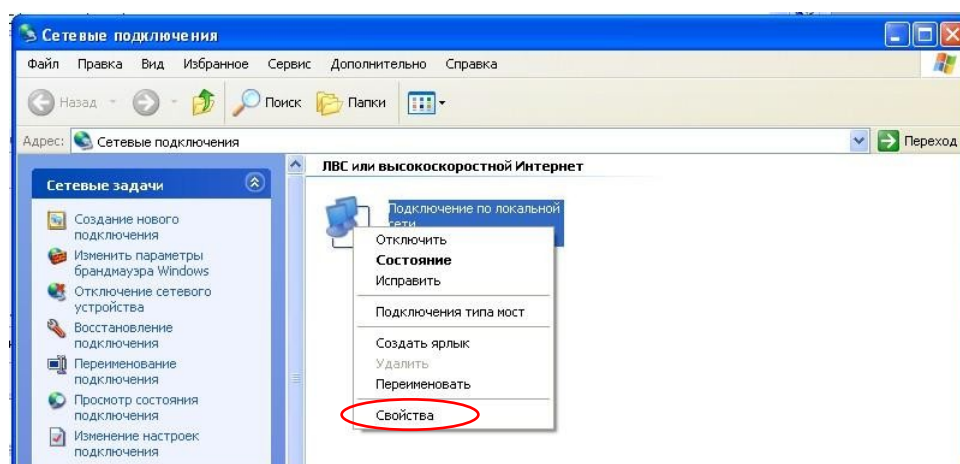 Сетевые подключения
Файл Правка Вид Избранное Сервис Дополнительно Справка
Назад Поиск Папки
Адрес: Сетевые подключения Переход
Сетевые задачи
Создание нового
подключения
Изменить параметры
брандмауэра Windows
Отключение сетевого
устройства
Восстановление
подключения
Переименование
подключения
Просмотр состояния
подключения
Изменение настроек
подключения
ЛВС или высокоскоростной Интернет
Подключение по локальной
сети
Отключить
Состояние
Исправить
Подключения типа мост
Создать ярлык
Удалить
Переименовать
Свойства